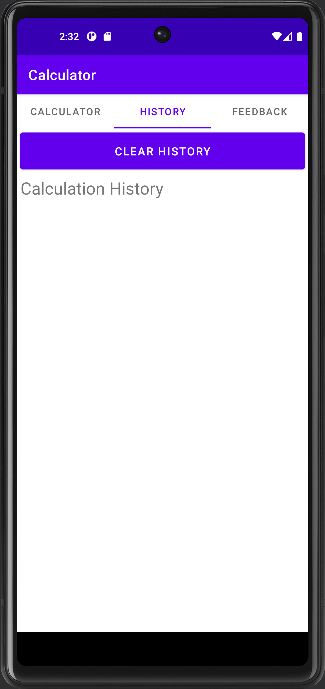 2:32
Calculator
CALCULATOR HISTORY FEEDBACK
CLEAR HISTORY
Calculation History